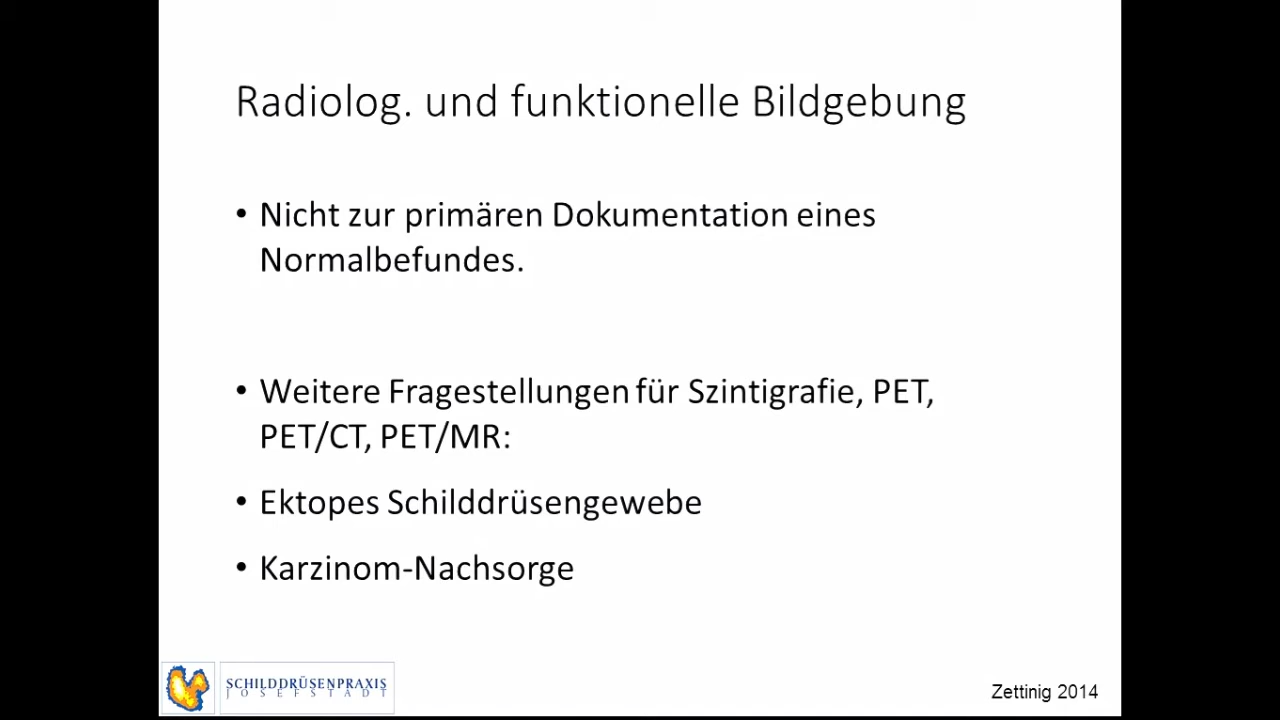 Radiolog. und funktionelle Bildgebung
• Nicht zur primären Dokumentation eines
Normalbefundes.
• Weitere Fragestellungen für Szintigrafie, PET,
PET/CT, PET/MR:
• Ektopes Schilddrüsengewebe
• Karzinom-Nachsorge
SCHILDDRÜSENPRAXIS
JOSEFSTADT
Zettinig 2014